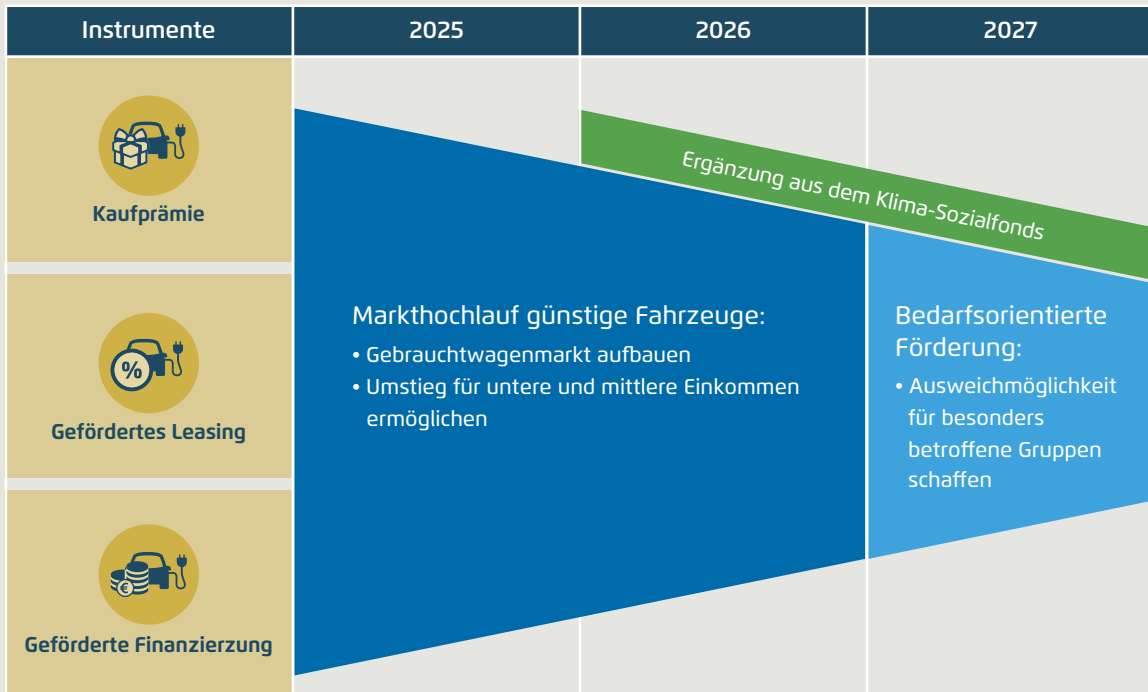 Instrumente
2025
2026
2027
Kaufprämie
Gefördertes Leasing
%
Geförderte Finanzierzung
€
Markthochlauf günstige Fahrzeuge:
• Gebrauchtwagenmarkt aufbauen
• Umstieg für untere und mittlere Einkommen
ermöglichen
Ergänzung aus dem Klima-Sozialfonds
Bedarfsorientierte
Förderung:
• Ausweichmöglichkeit
für besonders
betroffene Gruppen
schaffen